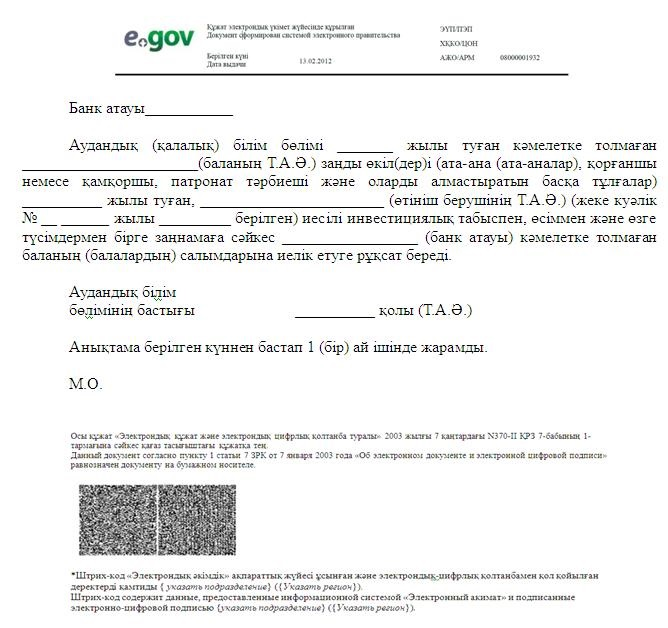 e.gov
Құжат электрондық үкімет жүйесінде құрылған
Документ сформирован системой электронного правительства
Берілген күні
Дата выдачи
13.02.2012
ЭҮП/ПЭП
ХҚКО/ЦОН
АЖО/АРМ 08000001932
Банк атауы___________
Аудандық (қалалық) білім бөлімі _______ жылы туған кәмелетке толмаған
______________________(баланың Т.А.Ә.) заңды өкіл(дер)і (ата-ана (ата-аналар), қорғаншы
немесе қамқоршы, патронат тәрбиеші және оларды алмастыратын басқа тұлғалар)
__________ жылы туған, _______________________ (өтініш берушінің Т.А.Ә.) (жеке куәлік
№ __ ______ жылы _________ берілген) иесілі инвестициялық табыспен, өсіммен және өзге
түсімдермен бірге заңнамаға сәйкес _________________ (банк атауы) кәмелетке толмаған
баланың (балалардың) салымдарына иелік етуге рұқсат береді.
Аудандық білім
бөлімінің бастығы __________ қолы (Т.А.Ә.)
Анықтама берілген күннен бастап 1 (бір) ай ішінде жарамды.
М.О.
Осы құжат «Электрондық құжат және электрондық цифрлық қолтанба туралы» 2003 жылғы 7 қаңтардағы N370-II ҚРЗ 7-бабының 1-
тармағына сәйкес қағаз тасығыштағы құжатқа тең.
Данный документ согласно пункту 1 статьи 7 ЗРК от 7 января 2003 года «Об электронном документе и электронной цифровой подписи»
равнозначен документу на бумажном носителе.
*Штрих-код «Электрондық әкімдік» ақпараттық жүйесі ұсынған және электрондық-цифрлық қолтанбамен қол қойылған
деректерді қамтиды { указать подразделение} ({Указать регион}).
Штрих-код содержит данные, предоставленные информационной системой «Электронный акимат» и подписанные
электронно-цифровой подписью {указать подразделение} ({Указать регион}).